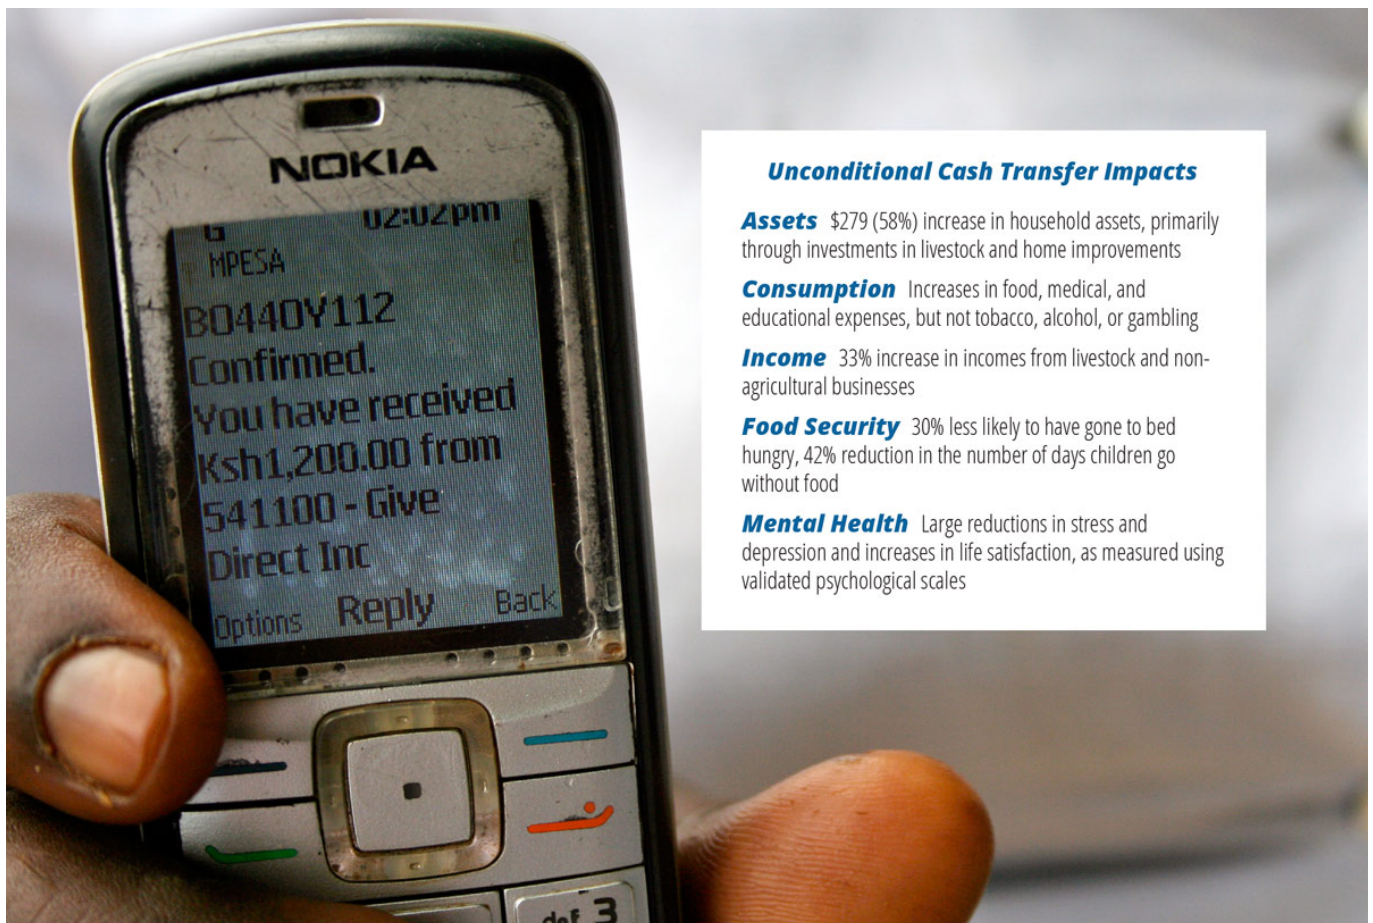 NOKIA
G 02:02pm
MPESA
BO440Y112
Confirmed.
You have received
Ksh1,200.00 from
541100 - Give
Direct Inc
Options Reply Back
def 3
Unconditional Cash Transfer Impacts
Assets $279 (58%) increase in household assets, primarily
through investments in livestock and home improvements
Consumption Increases in food, medical, and
educational expenses, but not tobacco, alcohol, or gambling
Income 33% increase in incomes from livestock and non-
agricultural businesses
Food Security 30% less likely to have gone to bed
hungry, 42% reduction in the number of days children go
without food
Mental Health Large reductions in stress and
depression and increases in life satisfaction, as measured using
validated psychological scales